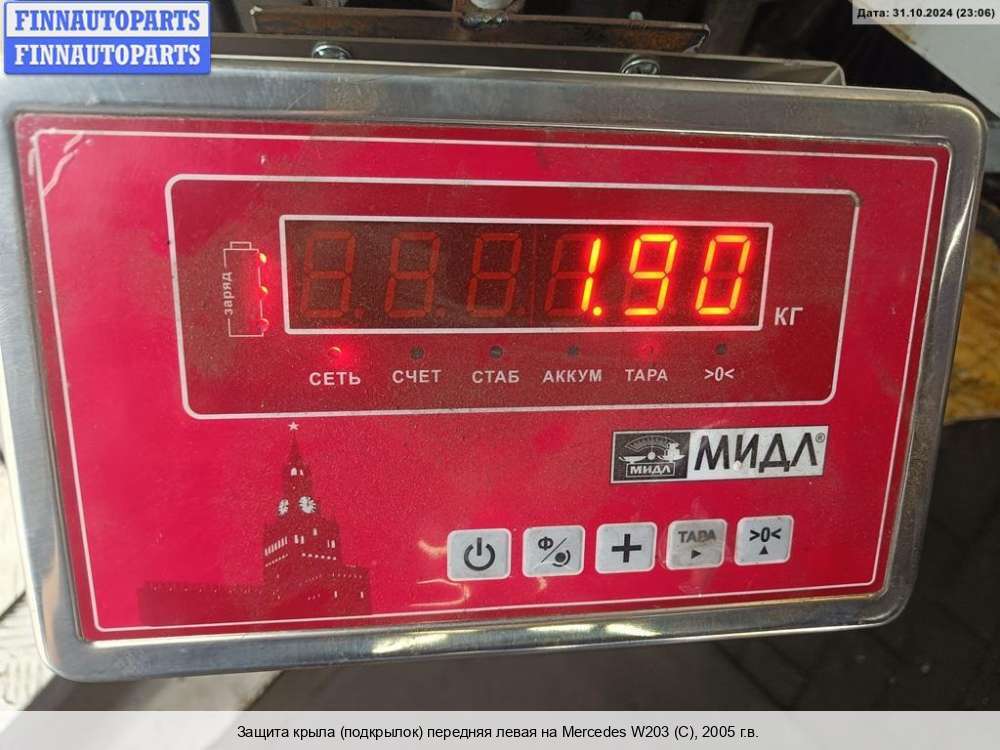 FINNAUTOPARTS
FINNAUTOPARTS
Дата: 31.10.2024 (23:06)
заряд
1.90
КГ
СЕТЬ СЧЕТ СТАБ АККУМ ТАРА >0<
МИДЛ МИДЛ®
Ф + ТАРА >0<
Защита крыла (подкрылок) передняя левая на Mercedes W203 (C), 2005 г.в.